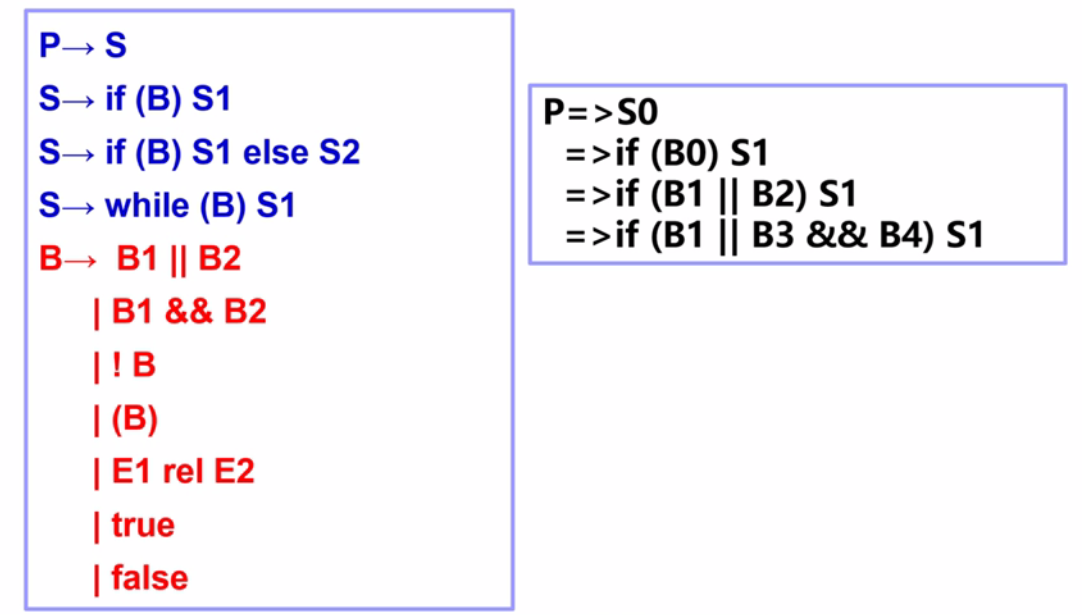 P→ S
S→ if (B) S1
S→ if (B) S1 else S2
S→ while (B) S1
B→ B1 || B2
| B1 && B2
| ! B
| (B)
| E1 rel E2
| true
| false
P=>S0
=>if (B0) S1
=>if (B1 || B2) S1
=>if (B1 || B3 && B4) S1